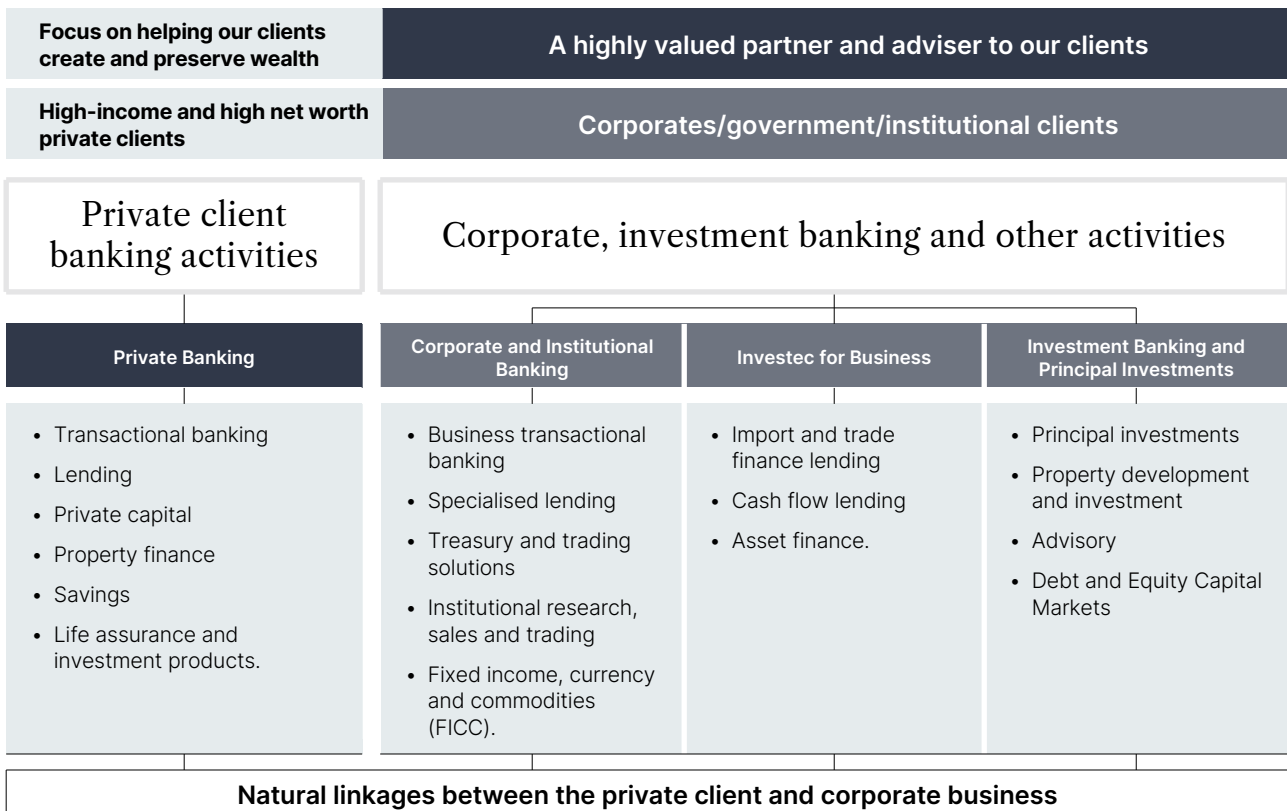 Focus on helping our clients
create and preserve wealth
A highly valued partner and adviser to our clients
High-income and high net worth
private clients
Corporates/government/institutional clients
Private client
banking activities
Corporate, investment banking and other activities
Private Banking
Corporate and Institutional
Banking
Investec for Business
Investment Banking and
Principal Investments
• Transactional banking
• Lending
• Private capital
• Property finance
• Savings
• Life assurance and
investment products.
• Business transactional
banking
• Specialised lending
• Treasury and trading
solutions
• Institutional research,
sales and trading
• Fixed income, currency
and commodities
(FICC).
• Import and trade
finance lending
• Cash flow lending
• Asset finance.
• Principal investments
• Property development
and investment
• Advisory
• Debt and Equity Capital
Markets
Natural linkages between the private client and corporate business